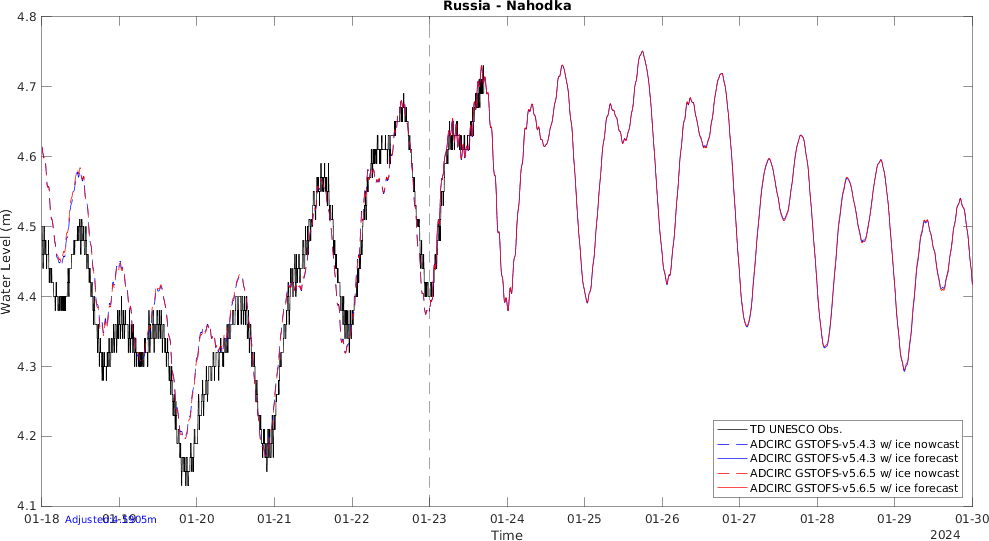 Russia - Nahodka
4.8
4.7
4.6
4.5
4.4
4.3
4.2
4.1
Water Level (m)
TD UNESCO Obs.
ADCIRC GSTOFS-v5.4.3 w/ ice nowcast
ADCIRC GSTOFS-v5.4.3 w/ ice forecast
ADCIRC GSTOFS-v5.6.5 w/ ice nowcast
ADCIRC GSTOFS-v5.6.5 w/ ice forecast
01-18 01-19 01-20 01-21 01-22 01-23 01-24 01-25 01-26 01-27 01-28 01-29 01-30
Time
2024